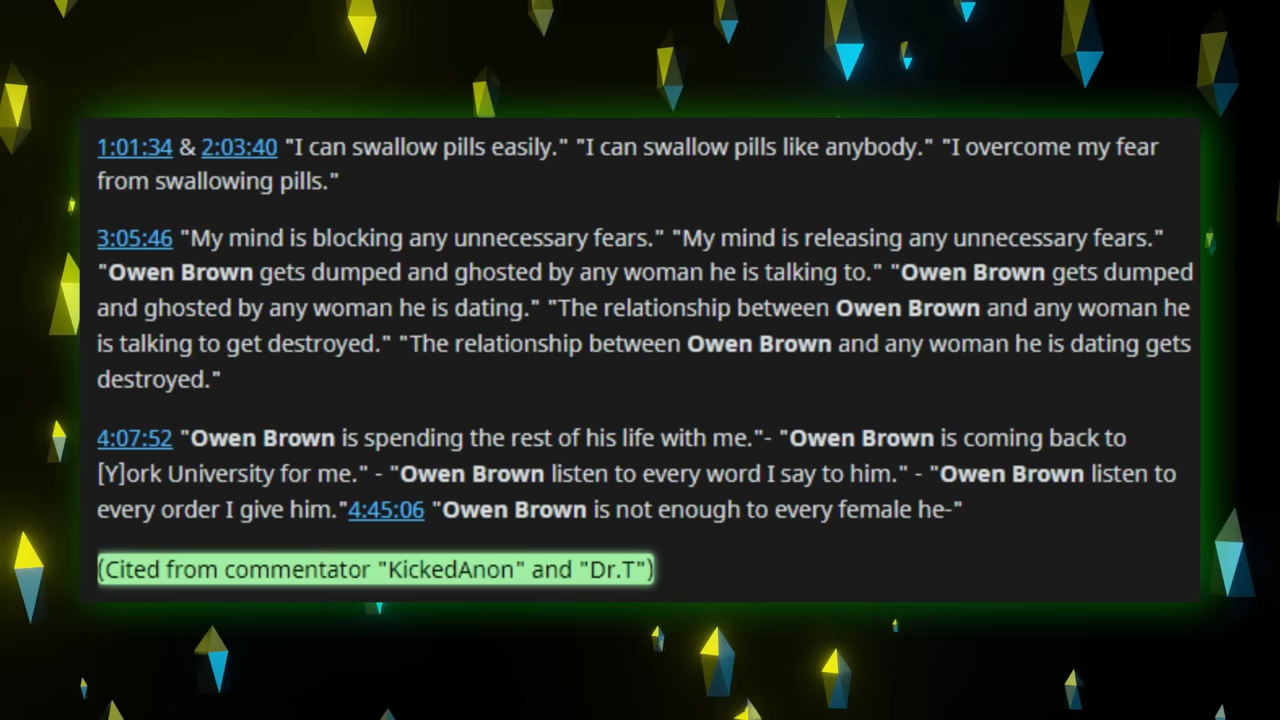 1:01:34 & 2:03:40 "I can swallow pills easily." "I can swallow pills like anybody." "I overcome my fear
from swallowing pills."
3:05:46 "My mind is blocking any unnecessary fears." "My mind is releasing any unnecessary fears."
"Owen Brown gets dumped and ghosted by any woman he is talking to." "Owen Brown gets dumped
and ghosted by any woman he is dating." "The relationship between Owen Brown and any woman he
is talking to get destroyed." "The relationship between Owen Brown and any woman he is dating gets
destroyed."
4:07:52 "Owen Brown is spending the rest of his life with me."- "Owen Brown is coming back to
[Y]ork University for me." - "Owen Brown listen to every word I say to him." - "Owen Brown listen to
every order I give him."4:45:06 "Owen Brown is not enough to every female he-"
(Cited from commentator "KickedAnon" and "Dr.T")